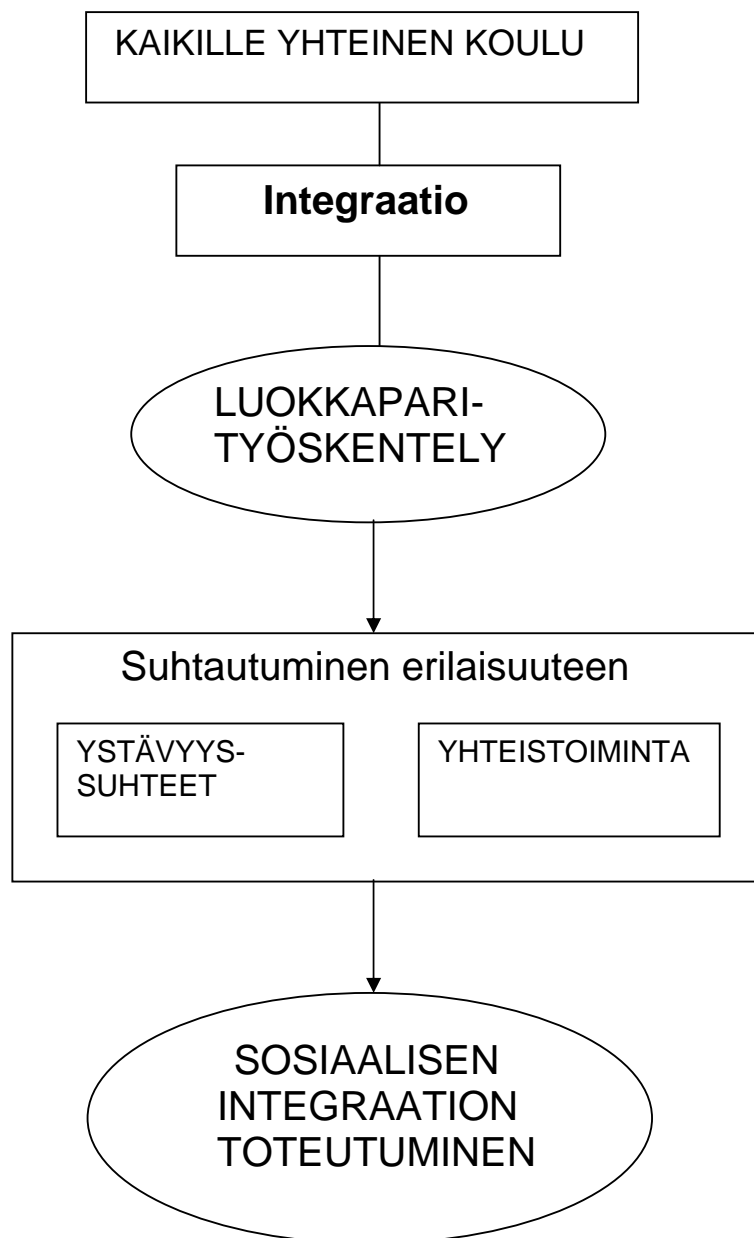 KAIKILLE YHTEINEN KOULU
Integraatio
LUOKKAPARI-
TYÖSKENTELY
Suhtautuminen erilaisuuteen
YSTÄVYYS-
SUHTEET
YHTEISTOIMINTA
SOSIAALISEN
INTEGRAATION
TOTEUTUMINEN